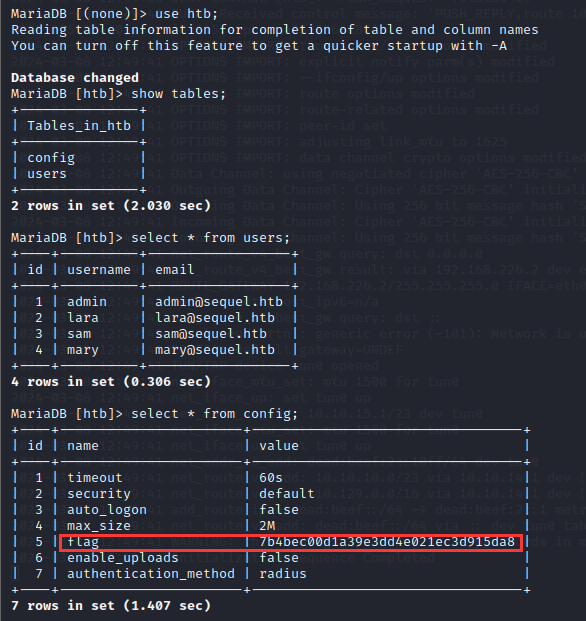 MariaDB [(none)]> use htb;
Reading table information for completion of table and column names
You can turn off this feature to get a quicker startup with -A
Database changed
MariaDB [htb]> show tables;
+---------------+
| Tables_in_htb |
+---------------+
| config        |
| users         |
+---------------+
2 rows in set (2.030 sec)
MariaDB [htb]> select * from users;
+----+----------+------------------+
| id | username | email            |
+----+----------+------------------+
|  1 | admin    | admin@sequel.htb |
|  2 | lara     | lara@sequel.htb  |
|  3 | sam      | sam@sequel.htb   |
|  4 | mary     | mary@sequel.htb  |
+----+----------+------------------+
4 rows in set (0.306 sec)
MariaDB [htb]> select * from config;
+----+-----------------------+----------------------------------+
| id | name                  | value                            |
+----+-----------------------+----------------------------------+
|  1 | timeout               | 60s                              |
|  2 | security              | default                          |
|  3 | auto_logon            | false                            |
|  4 | max_size              | 2M                               |
|  5 | flag                  | 7b4bec00d1a39e3dd4e021ec3d915da8 |
|  6 | enable_uploads        | false                            |
|  7 | authentication_method | radius                           |
+----+-----------------------+----------------------------------+
7 rows in set (1.407 sec)